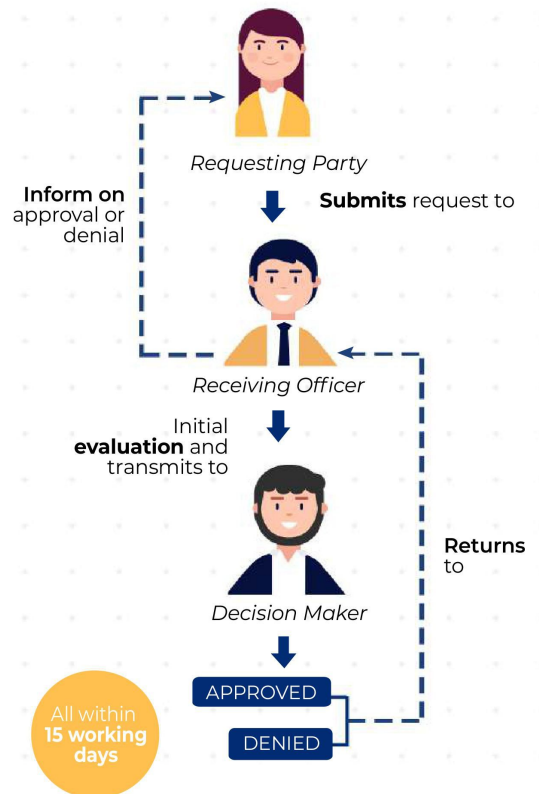 Requesting Party
Submits request to
Inform on
approval or
denial
Receiving Officer
Initial
evaluation and
transmits to
Decision Maker
Returns
to
APPROVED
DENIED
All within
15 working
days